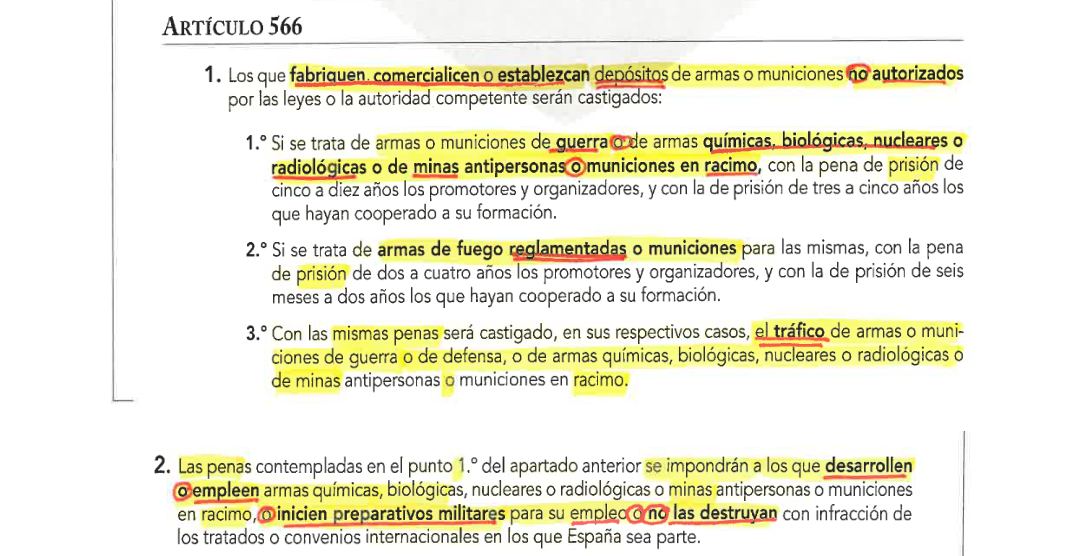 ARTÍCULO 566
1. Los que fabriquen, comercialicen o establezcan depósitos de armas o municiones no autorizados
por las leyes o la autoridad competente serán castigados:
1.º Si se trata de armas o municiones de guerra o de armas químicas, biológicas, nucleares o
radiológicas o de minas antipersonas o municiones en racimo, con la pena de prisión de
cinco a diez años los promotores y organizadores, y con la de prisión de tres a cinco años los
que hayan cooperado a su formación.
2.º Si se trata de armas de fuego reglamentadas o municiones para las mismas, con la pena
de prisión de dos a cuatro años los promotores y organizadores, y con la de prisión de seis
meses a dos años los que hayan cooperado a su formación.
3.º Con las mismas penas será castigado, en sus respectivos casos, el tráfico de armas o muni-
ciones de guerra o de defensa, o de armas químicas, biológicas, nucleares o radiológicas o
de minas antipersonas o municiones en racimo.
2. Las penas contempladas en el punto 1.º del apartado anterior se impondrán a los que desarrollen
o empleen armas químicas, biológicas, nucleares o radiológicas o minas antipersonas o municiones
en racimo, o inicien preparativos militares para su empleo o no las destruyan con infracción de
los tratados o convenios internacionales en los que España sea parte.